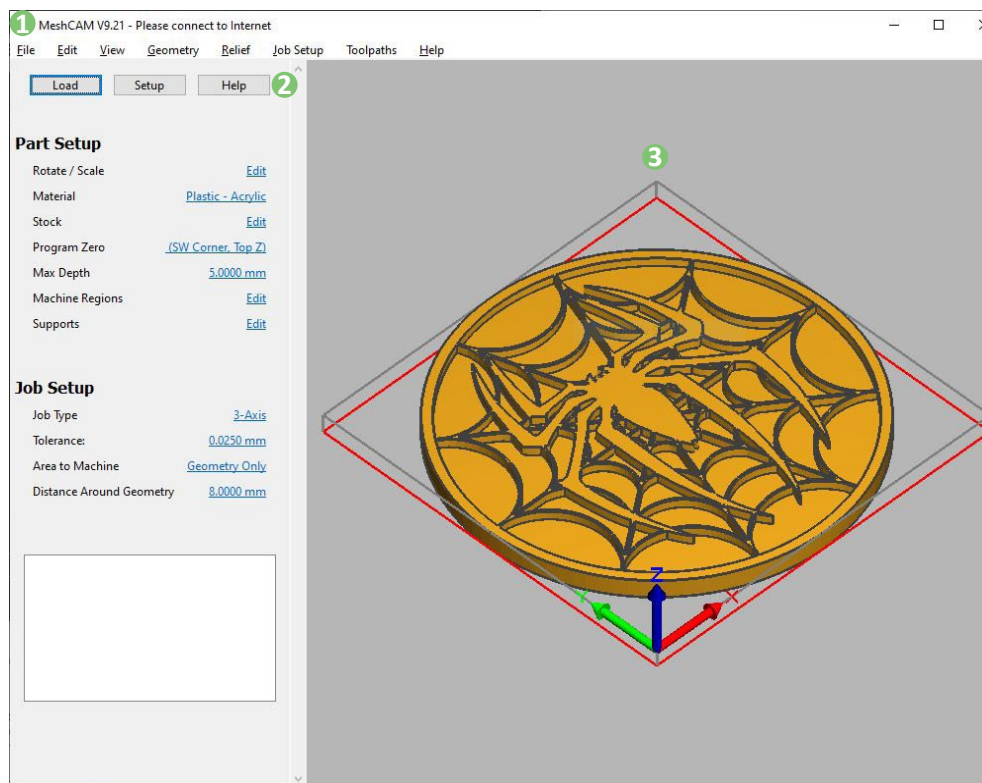 1 MeshCAM V9.21 - Please connect to Internet
File Edit View Geometry Relief Job Setup Toolpaths Help
Load Setup Help 2
Part Setup
Rotate / Scale Edit
Material Plastic - Acrylic
Stock Edit
Program Zero (SW Corner, Top Z)
Max Depth 5.0000 mm
Machine Regions Edit
Supports Edit
Job Setup
Job Type 3-Axis
Tolerance: 0.0250 mm
Area to Machine Geometry Only
Distance Around Geometry 8.0000 mm
3
Z
Y X